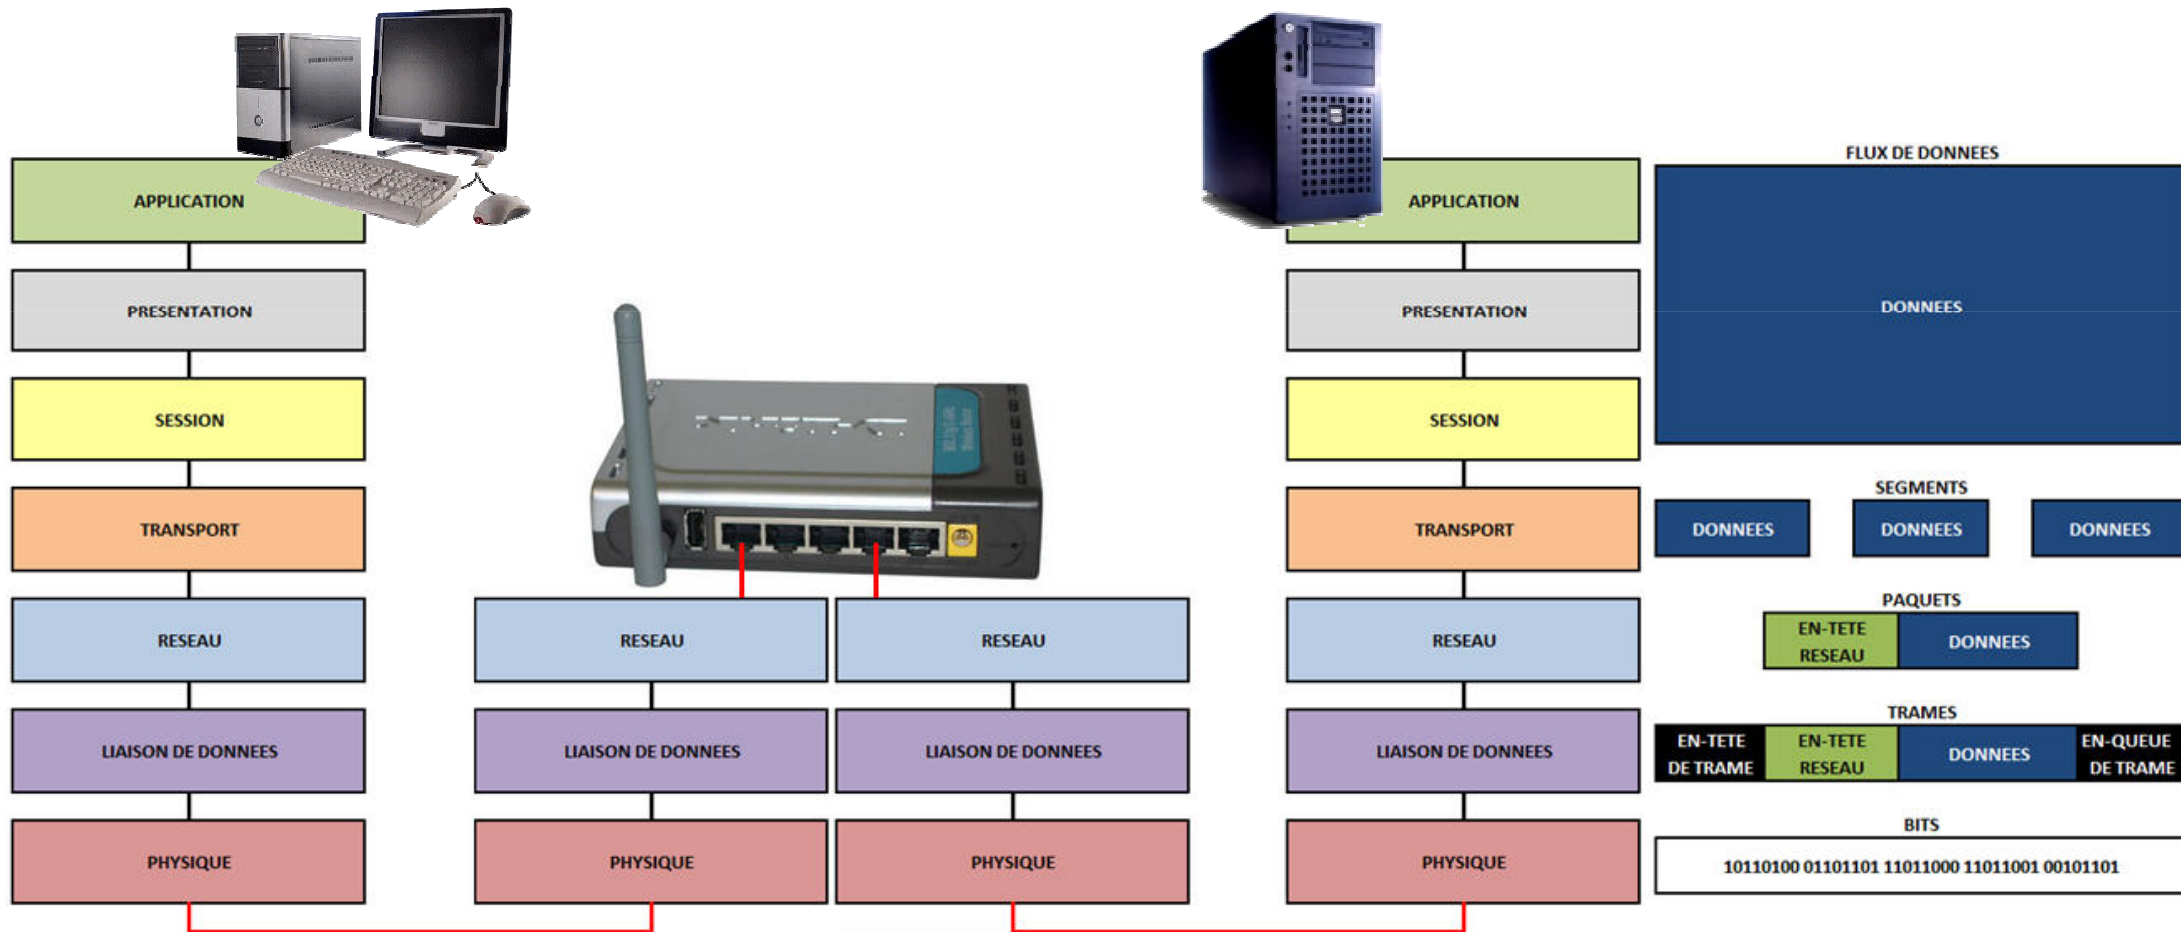 APPLICATION
PRESENTATION
SESSION
TRANSPORT
RESEAU
LIAISON DE DONNEES
PHYSIQUE
RESEAU
LIAISON DE DONNEES
PHYSIQUE
RESEAU
LIAISON DE DONNEES
PHYSIQUE
APPLICATION
PRESENTATION
SESSION
TRANSPORT
RESEAU
LIAISON DE DONNEES
PHYSIQUE
FLUX DE DONNEES
DONNEES
SEGMENTS
DONNEES
DONNEES
DONNEES
PAQUETS
EN-TETE
RESEAU
DONNEES
TRAMES
EN-TETE
DE TRAME
EN-TETE
RESEAU
DONNEES
EN-QUEUE
DE TRAME
BITS
10110100 01101101 11011000 11011001 00101101